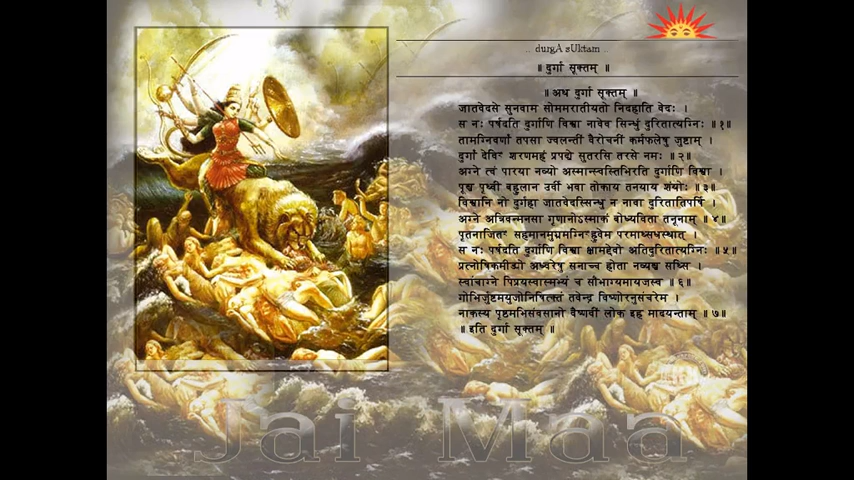 .. durgA sUktam ..
॥ दुर्गा सूक्तम् ॥
॥ अथ दुर्गा सूक्तम् ॥
जातवेदसे सुनवाम सोममरातीयतो निदहाति वेदः ।
स नः पर्षदति दुर्गाणि विश्वा नावेव सिन्धुं दुरितात्यग्निः ॥१॥
तामग्निवर्णां तपसा ज्वलन्तीं वैरोचनीं कर्मफलेषु जुष्टाम् ।
दुर्गां देवीं शरणमहं प्रपद्ये सुतरसि तरसे नमः ॥२॥
अग्ने त्वं पारया नव्यो अस्मान्स्वस्तिभिरति दुर्गाणि विश्वा ।
पूश्च पृथ्वी बहुलान उर्वी भवा तोकाय तनयाय शंयोः ॥३॥
विश्वानि नो दुर्गहा जातवेदस्सिन्धु न नावा दुरितातिपर्षि ।
अग्ने अत्रिवन्मनसा गृणानोऽस्माकं बोध्यविता तनूनाम् ॥४॥
पृतनाजित सहमानमुग्रमग्नि हुवेम परमाथ्सधस्थात् ।
स नः पर्षदति दुर्गाणि विश्वा क्षामद्देवो अतिदुरितात्यग्निः ॥५॥
प्रत्नोषिकमीड्यो अध्वरेषु सनाच्च होता नव्यश्च सथ्सि ।
स्वांचाग्ने पिप्रयस्वास्मभ्यं च सौभाग्यमायजस्व ॥६॥
गोभिर्जुष्टमयुजोनिषिक्तं तवेन्द्र विष्णोरनुसंचरेम ।
नाकस्य पृष्ठमभिसंवसानो वैष्णवीं लोक इह मादयन्ताम् ॥७॥
॥ इति दुर्गा सूक्तम् ॥
Jai Maa